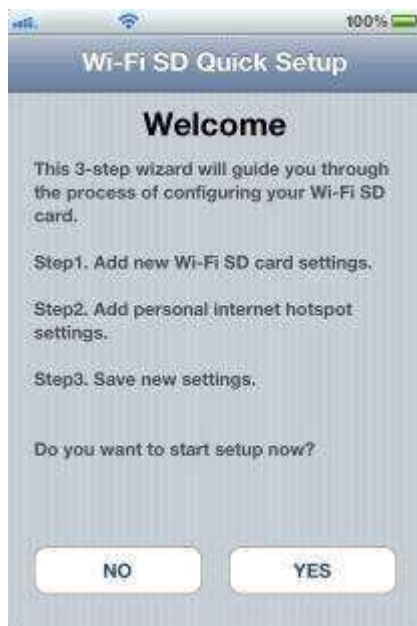 100%
Wi-Fi SD Quick Setup
Welcome
This 3-step wizard will guide you through
the process of configuring your Wi-Fi SD
card.
Step1. Add new Wi-Fi SD card settings.
Step2. Add personal internet hotspot
settings.
Step3. Save new settings.
Do you want to start setup now?
NO
YES